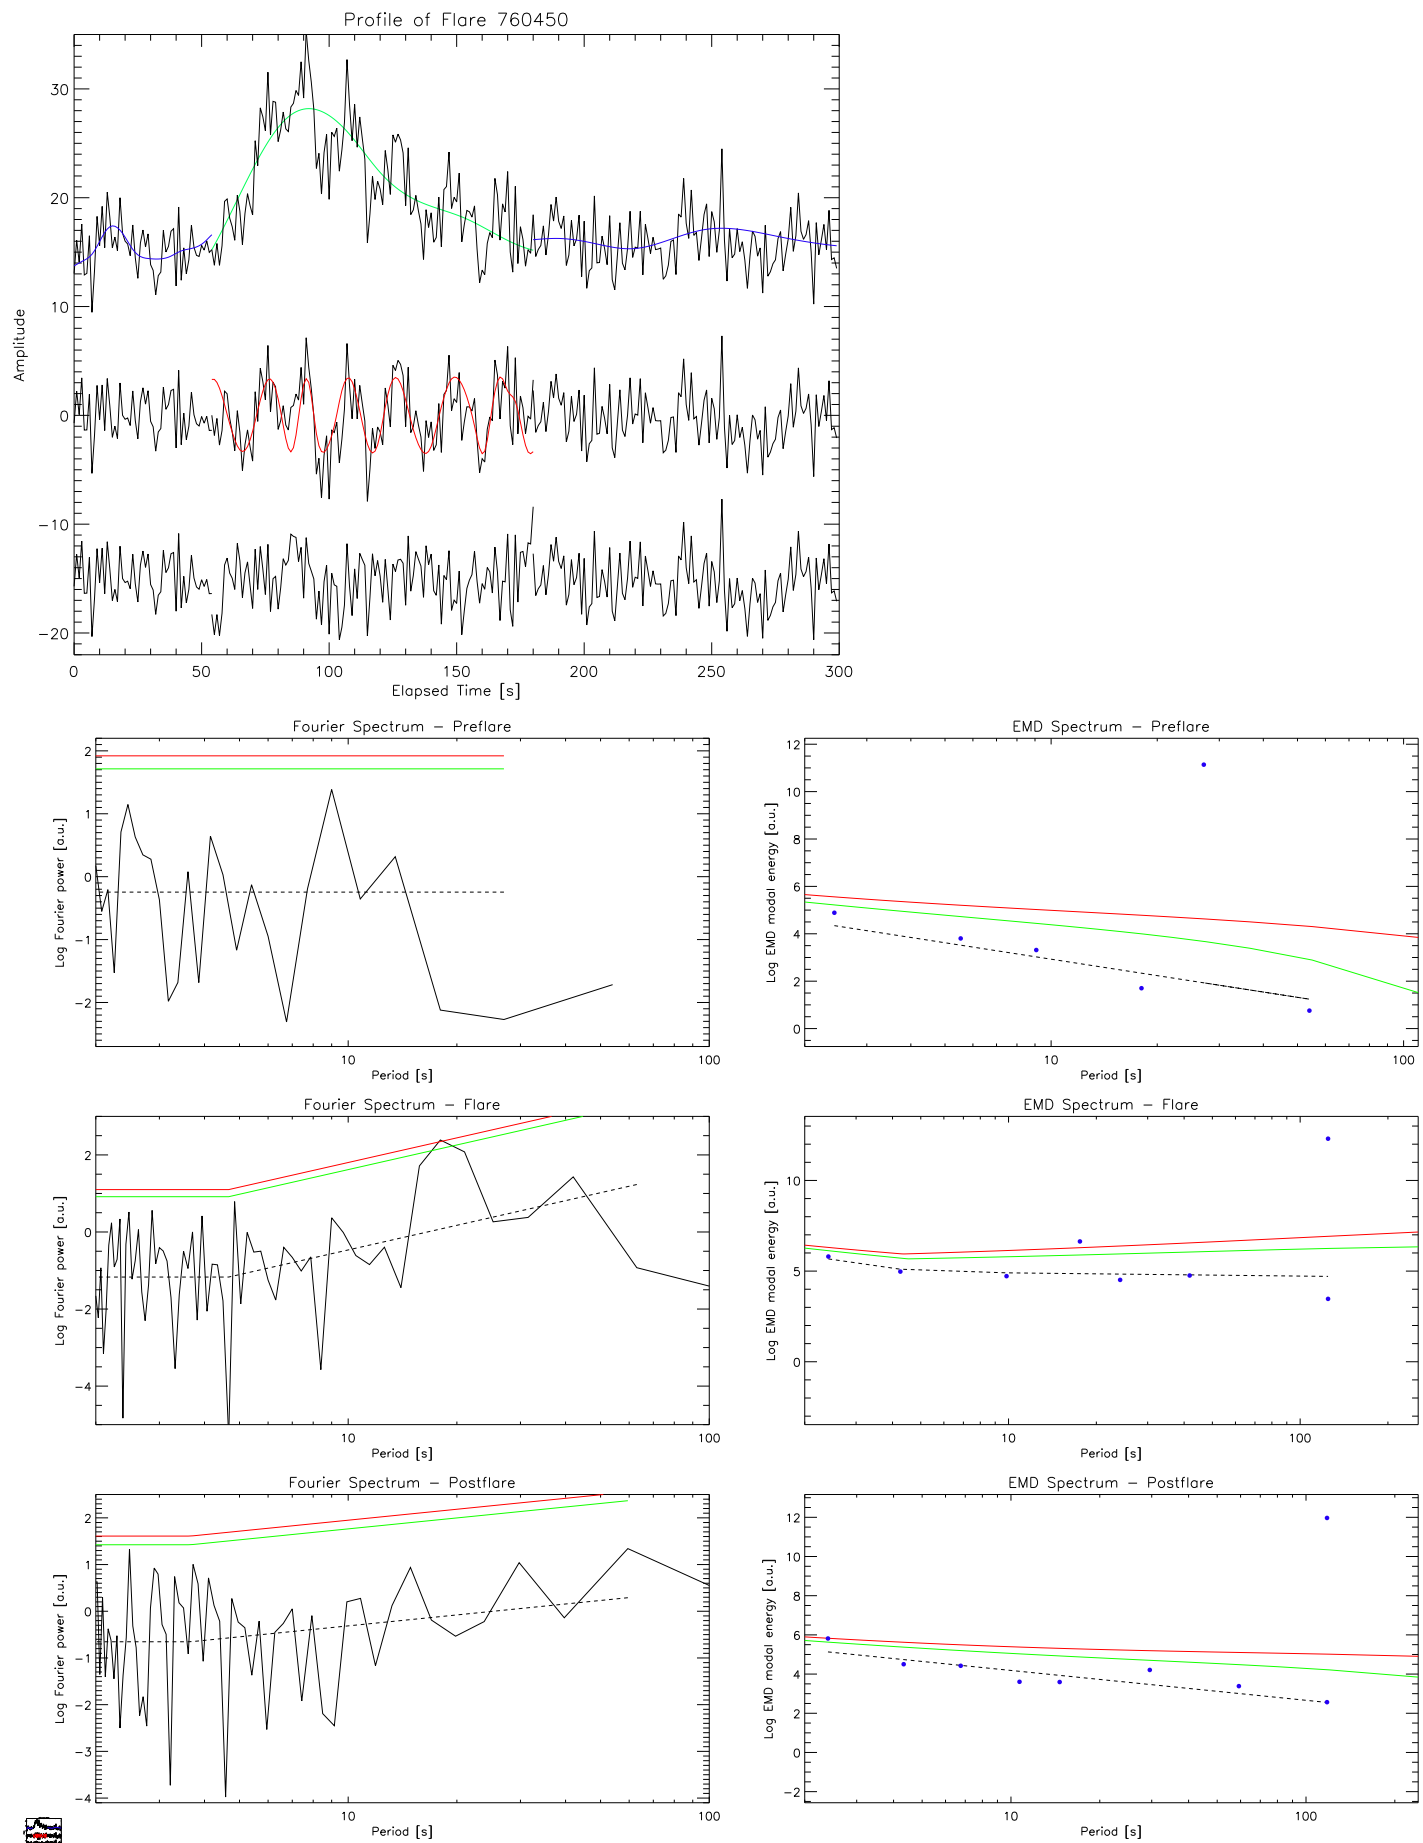 Profile of Flare 760450
30
20
10
0
−10
−20
Amplitude
0 50 100 150 200 250 300
Elapsed Time [s]
Fourier Spectrum − Preflare
2
1
0
−1
−2
Log Fourier power [a.u.]
10 100
Period [s]
EMD Spectrum − Preflare
12
10
8
6
4
2
0
Log EMD modal energy [a.u.]
10 100
Period [s]
Fourier Spectrum − Flare
2
0
−2
−4
Log Fourier power [a.u.]
10 100
Period [s]
EMD Spectrum − Flare
10
5
0
Log EMD modal energy [a.u.]
10 100
Period [s]
Fourier Spectrum − Postflare
2
1
0
−1
−2
−3
−4
Log Fourier power [a.u.]
10 100
Period [s]
EMD Spectrum − Postflare
12
10
8
6
4
2
0
−2
Log EMD modal energy [a.u.]
10 100
Period [s]